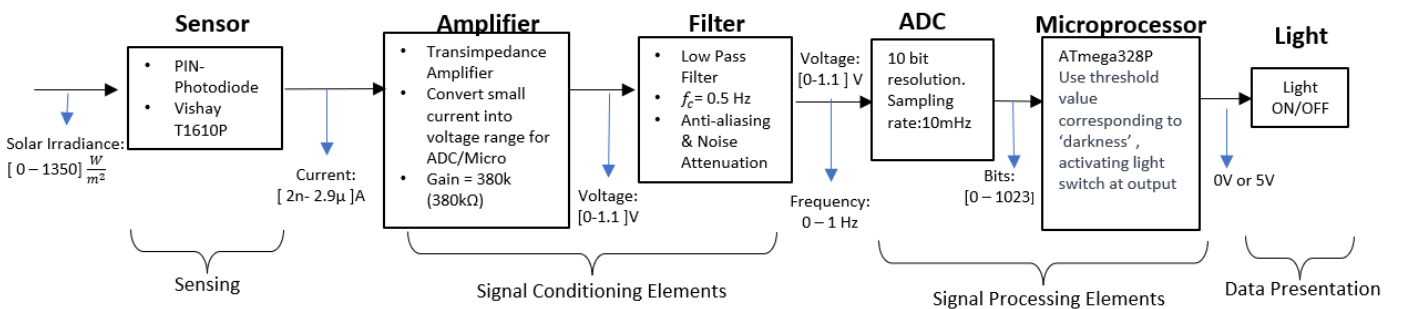 Sensor
Amplifier
Filter
ADC
Microprocessor
Light
• PIN-
Photodiode
• Vishay
T1610P
• Transimpedance
Amplifier
• Convert small
current into
voltage range for
ADC/Micro
• Gain = 380k
(380kΩ)
• Low Pass
Filter
• fc= 0.5 Hz
• Anti-aliasing
& Noise
Attenuation
Voltage:
[0-1.1 ] V
10 bit
resolution.
Sampling
rate:10mHz
ATmega328P
Use threshold
value
corresponding to
‘darkness’ ,
activating light
switch at output
Light
ON/OFF
Solar Irradiance:
[ 0 – 1350] W/m²
Current:
[ 2n- 2.9µ ]A
Voltage:
[0-1.1 ]V
Frequency:
0 – 1 Hz
Bits:
[0 – 1023]
0V or 5V
Sensing
Signal Conditioning Elements
Signal Processing Elements
Data Presentation